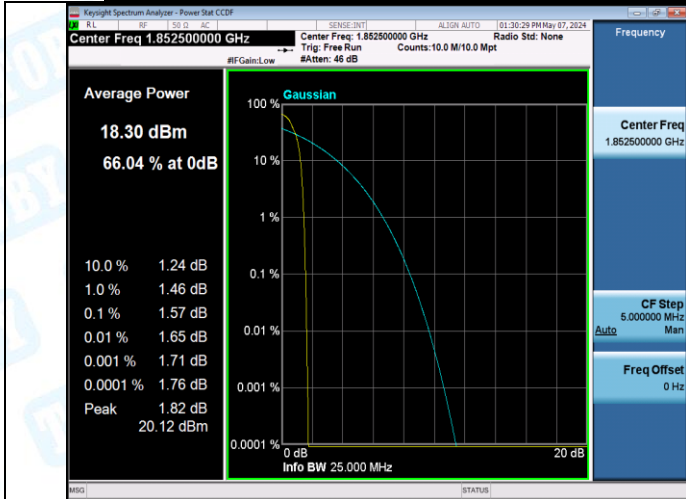 Keysight Spectrum Analyzer - Power Stat CCDF
RL RF 50 Ω AC SENSE:INT ALIGN AUTO 01:30:29 PM May 07, 2024
Center Freq 1.852500000 GHz
Center Freq: 1.852500000 GHz Radio Std: None
Trig: Free Run Counts:10.0 M/10.0 Mpt
#IFGain:Low #Atten: 46 dB
Frequency
Average Power
18.30 dBm
66.04 % at 0dB
10.0 % 1.24 dB
1.0 % 1.46 dB
0.1 % 1.57 dB
0.01 % 1.65 dB
0.001 % 1.71 dB
0.0001 % 1.76 dB
Peak 1.82 dB
20.12 dBm
Gaussian
100 %
10 %
1 %
0.1 %
0.01 %
0.001 %
0.0001 %
0 dB 20 dB
Info BW 25.000 MHz
Center Freq
1.852500000 GHz
CF Step
5.000000 MHz
Auto Man
Freq Offset
0 Hz
MSG STATUS